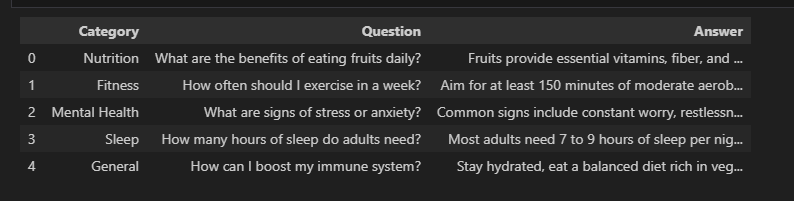 Category Question Answer
0 Nutrition What are the benefits of eating fruits daily? Fruits provide essential vitamins, fiber, and ...
1 Fitness How often should I exercise in a week? Aim for at least 150 minutes of moderate aerob...
2 Mental Health What are signs of stress or anxiety? Common signs include constant worry, restlessn...
3 Sleep How many hours of sleep do adults need? Most adults need 7 to 9 hours of sleep per nig...
4 General How can I boost my immune system? Stay hydrated, eat a balanced diet rich in veg...